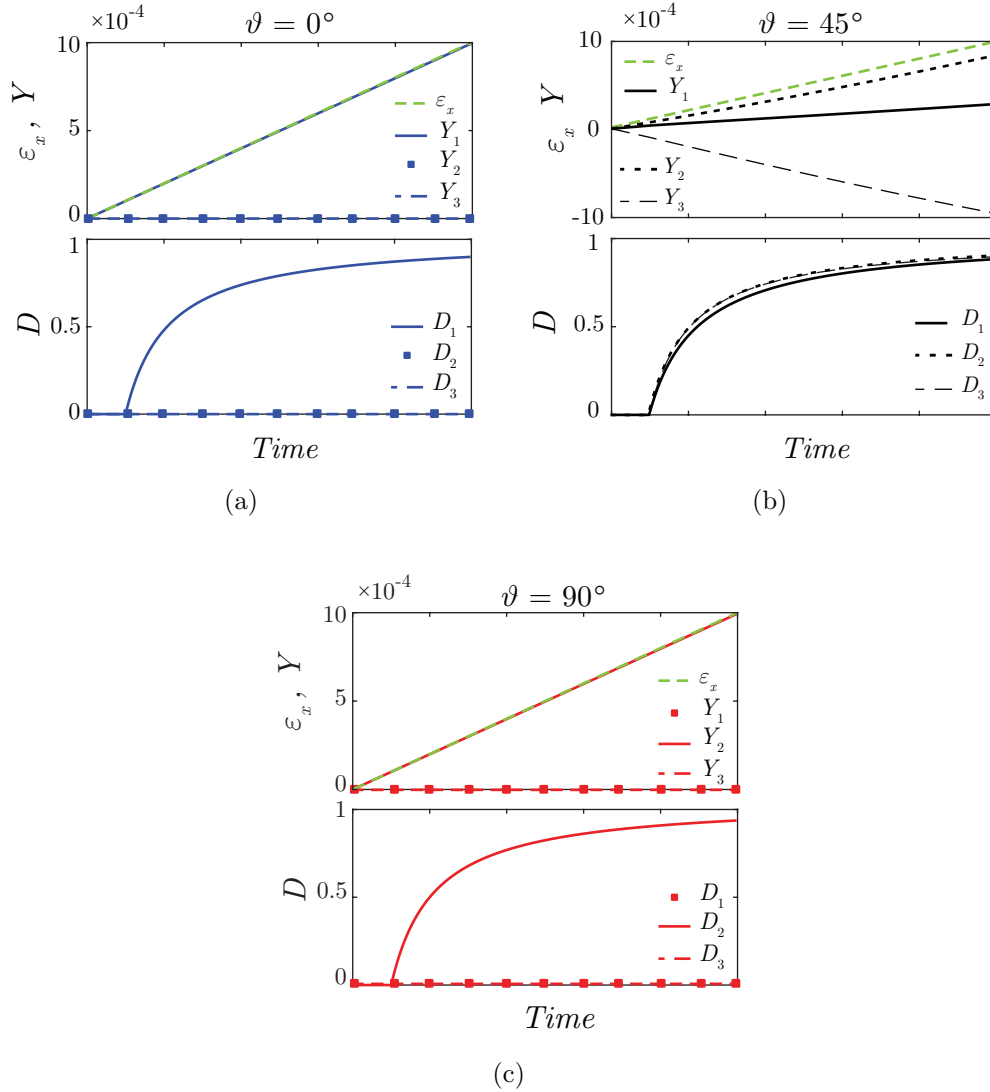 ×10⁻⁴
ϑ = 0°
10
5
0
ε_x , Y
ε_x
Y_1
Y_2
Y_3
1
0.5
0
D
D_1
D_2
D_3
Time
(a)
×10⁻⁴
ϑ = 45°
10
0
-10
ε_x Y
ε_x
Y_1
Y_2
Y_3
1
0.5
0
D
D_1
D_2
D_3
Time
(b)
×10⁻⁴
ϑ = 90°
10
5
0
ε_x , Y
ε_x
Y_1
Y_2
Y_3
1
0.5
0
D
D_1
D_2
D_3
Time
(c)